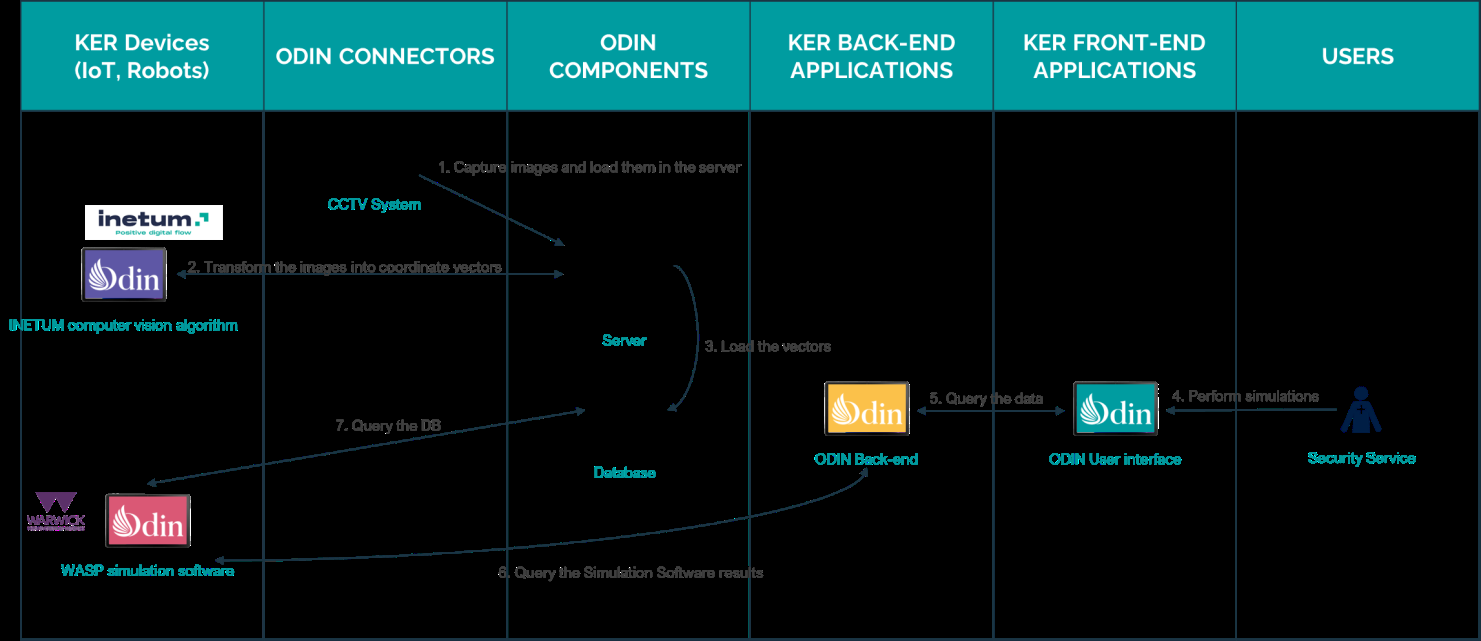 KER Devices
(IoT, Robots)
ODIN CONNECTORS
ODIN
COMPONENTS
KER BACK-END
APPLICATIONS
KER FRONT-END
APPLICATIONS
USERS
1. Capture images and load them in the server
CCTV System
inetum.
Positive digital flow
Odin
2. Transform the images into coordinate vectors
INETUM computer vision algorithm
Server
3. Load the vectors
Odin
5. Query the data
Odin
4. Perform simulations
7. Query the DB
ODIN Back-end
ODIN User interface
Security Service
Database
WARWICK
Odin
WASP simulation software
6. Query the Simulation Software results